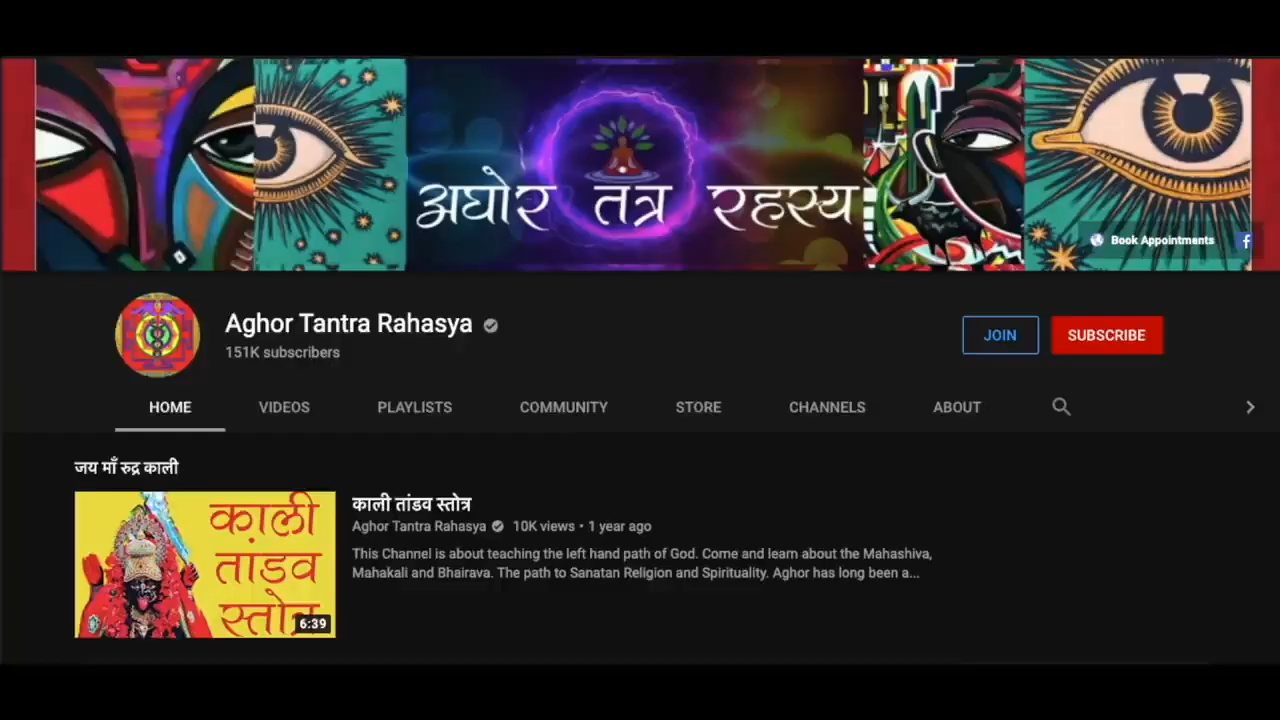 अघोर तत्र रहस्य
Book Appointments
Aghor Tantra Rahasya
151K subscribers
JOIN
SUBSCRIBE
HOME VIDEOS PLAYLISTS COMMUNITY STORE CHANNELS ABOUT
जय माँ रुद्र काली
काली
तांडव
स्तोत्र
6:39
काली तांडव स्तोत्र
Aghor Tantra Rahasya 10K views • 1 year ago
This Channel is about teaching the left hand path of God. Come and learn about the Mahashiva,
Mahakali and Bhairava. The path to Sanatan Religion and Spirituality. Aghor has long been a...